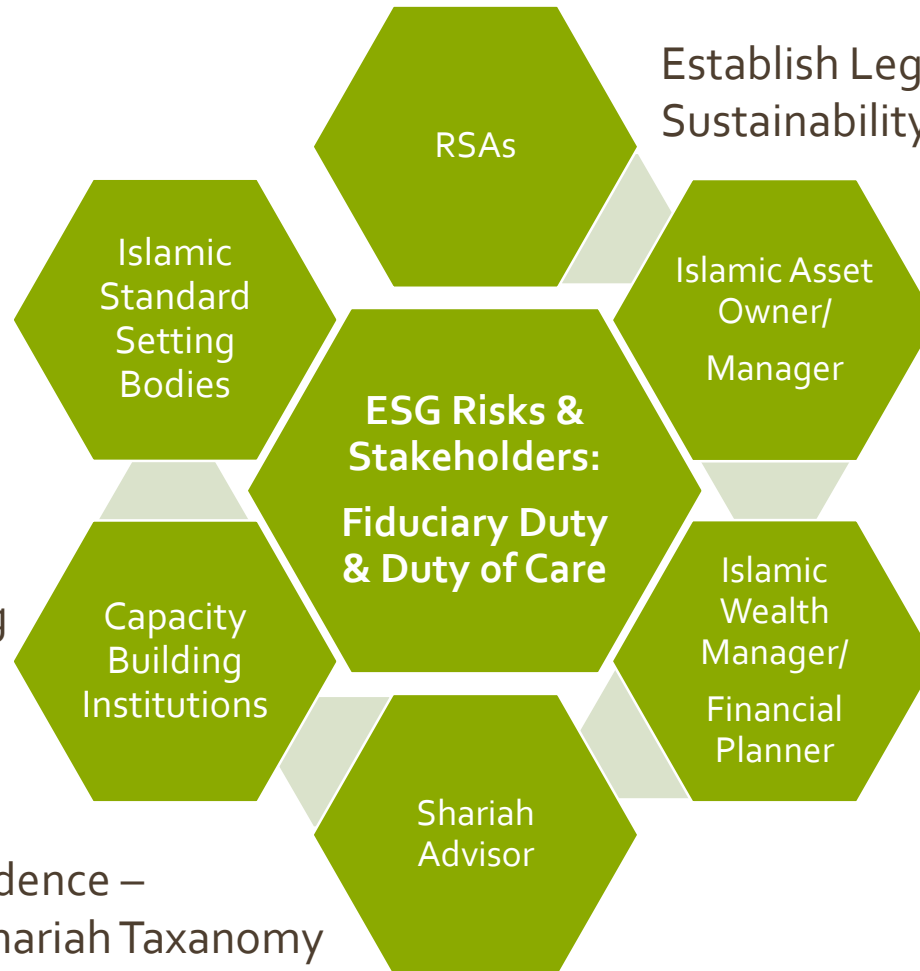 Establish Leg
Sustainability
RSAs
Islamic
Standard
Setting
Bodies
Islamic Asset
Owner/
Manager
ESG Risks &
Stakeholders:
Fiduciary Duty
& Duty of Care
g
Capacity
Building
Institutions
Islamic
Wealth
Manager/
Financial
Planner
Shariah
Advisor
dence –
hariah Taxanomy